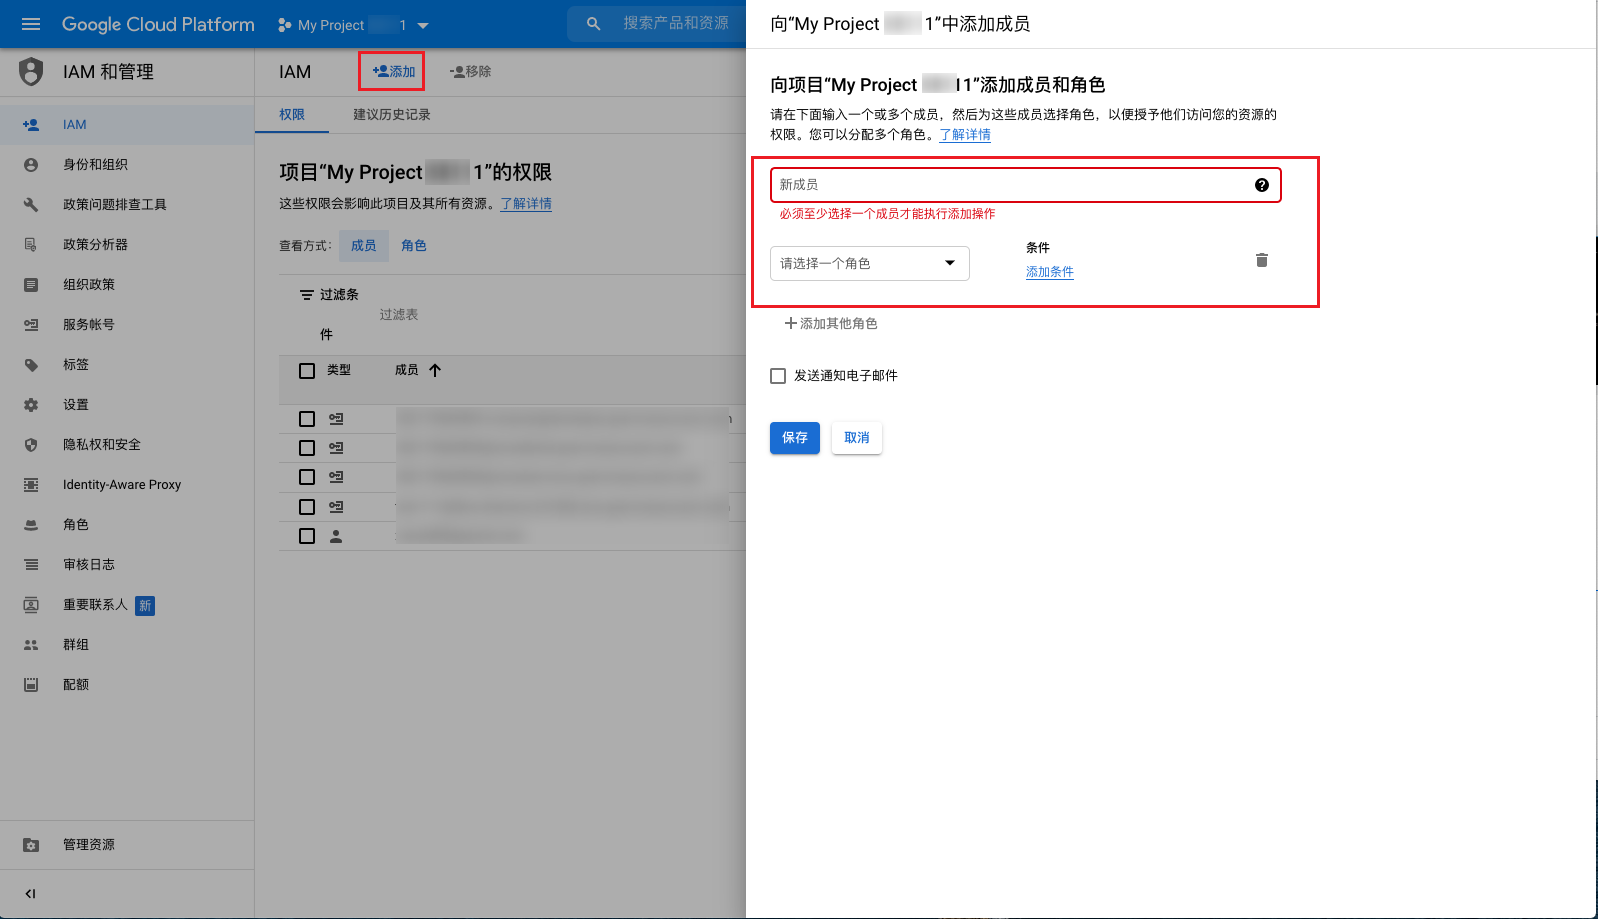 Google Cloud Platform
My Project 1
搜索产品和资源
IAM 和管理
IAM
身份和组织
政策问题排查工具
政策分析器
组织政策
服务帐号
标签
设置
隐私权和安全
Identity-Aware Proxy
角色
审核日志
重要联系人 新
群组
配额
管理资源
IAM
添加
移除
权限
建议历史记录
项目“My Project 1”的权限
这些权限会影响此项目及其所有资源。了解详情
查看方式: 成员 角色
过滤条
件
过滤表
类型 成员
向“My Project 1”中添加成员
向项目“My Project 11”添加成员和角色
请在下面输入一个或多个成员，然后为这些成员选择角色，以便授予他们访问您的资源的
权限。您可以分配多个角色。了解详情
新成员
必须至少选择一个成员才能执行添加操作
请选择一个角色
条件
添加条件
添加其他角色
发送通知电子邮件
保存 取消